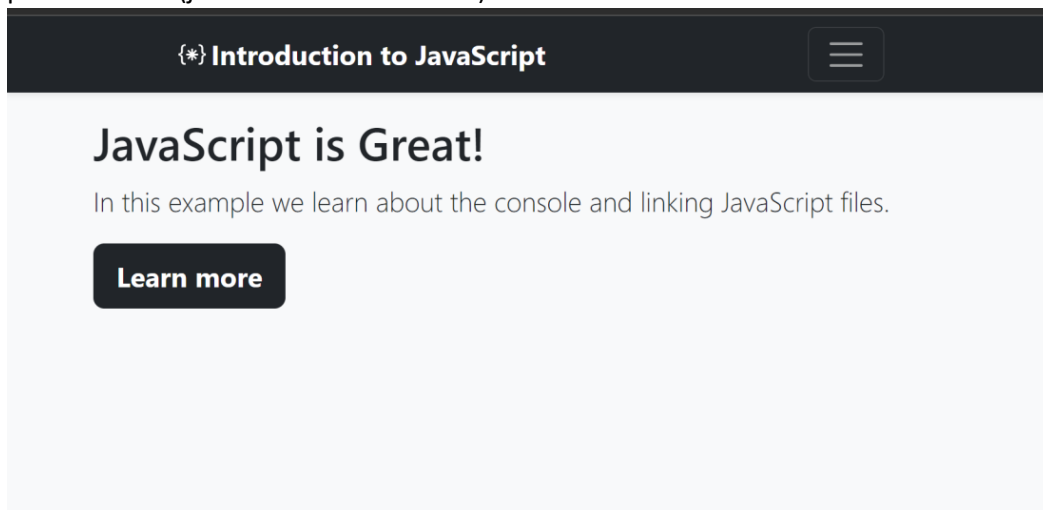 {*} Introduction to JavaScript
JavaScript is Great!
In this example we learn about the console and linking JavaScript files.
Learn more